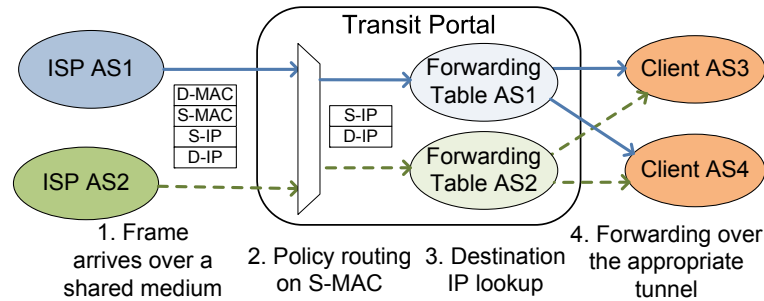 Transit Portal
ISP AS1
D-MAC
S-MAC
S-IP
D-IP
ISP AS2
S-IP
D-IP
Forwarding
Table AS1
Forwarding
Table AS2
Client AS3
Client AS4
1. Frame
arrives over a
shared medium
2. Policy routing
on S-MAC
3. Destination
IP lookup
4. Forwarding over
the appropriate
tunnel